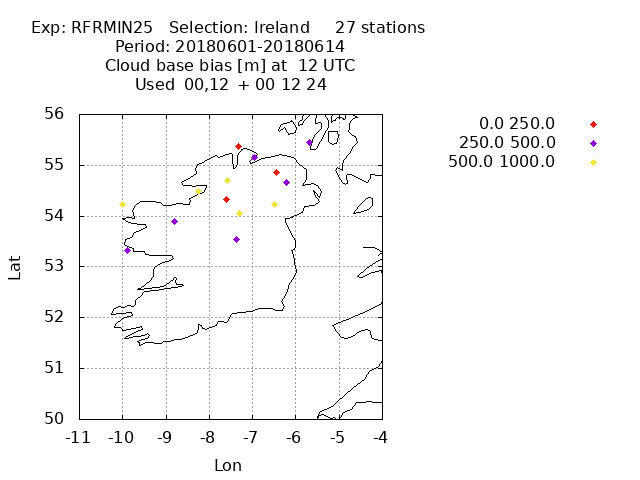 Exp: RFRMIN25   Selection: Ireland     27 stations
Period: 20180601-20180614
Cloud base bias [m] at  12 UTC
Used  00,12  + 00 12 24
0.0 250.0
250.0 500.0
500.0 1000.0
56
55
54
53
52
51
50
Lat
-11 -10 -9 -8 -7 -6 -5 -4
Lon